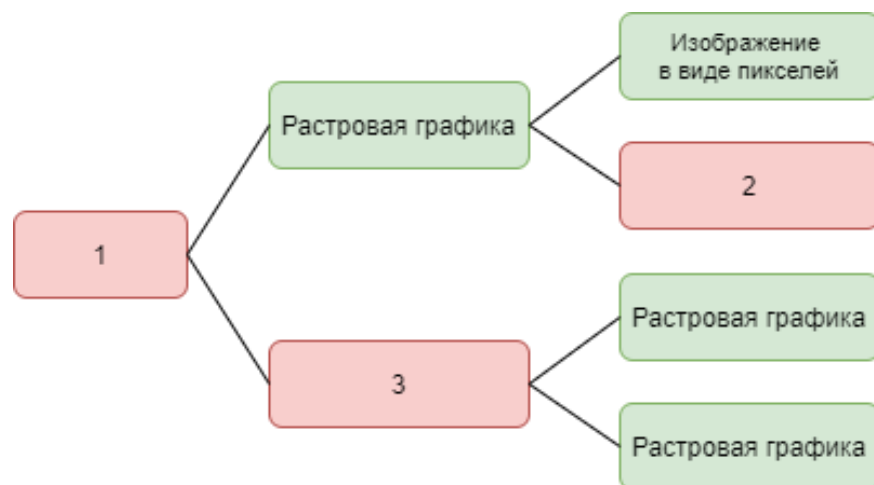 Изображение
в виде пикселей
Растровая графика
2
1
Растровая графика
3
Растровая графика